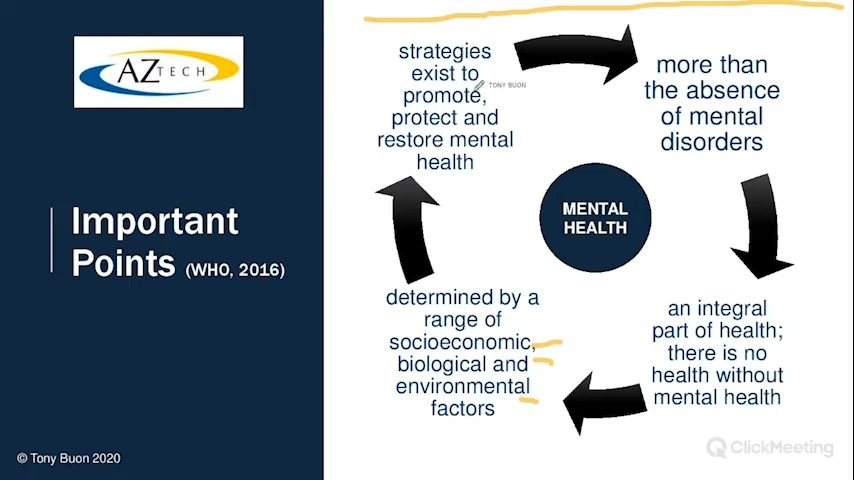 AZTECH
Important
Points (WHO, 2016)
© Tony Buon 2020
strategies
exist to
promote,
protect and
restore mental
health
TONY BUON
more than
the absence
of mental
disorders
MENTAL
HEALTH
an integral
part of health;
there is no
health without
mental health
determined by a
range of
socioeconomic,
biological and
environmental
factors
ClickMeeting